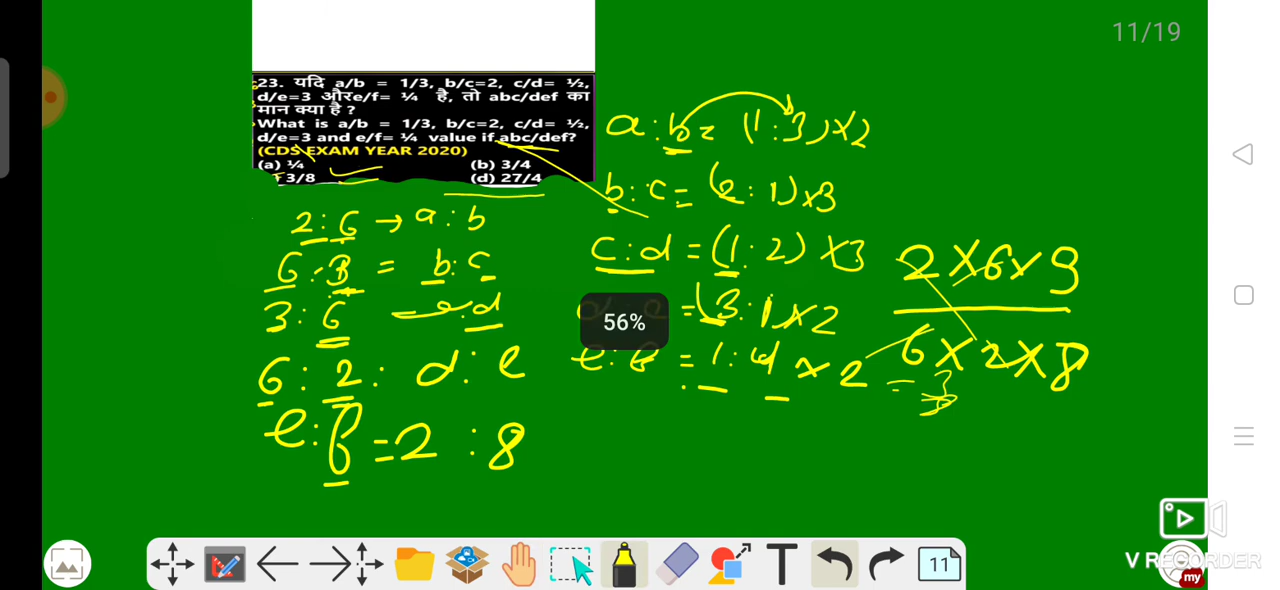 11/19
23. यदि a/b = 1/3, b/c=2, c/d= ½,
d/e=3 और e/f= ¼ है, तो abc/def का
मान क्या है ?
What is a/b = 1/3, b/c=2, c/d= ½,
d/e=3 and e/f= ¼ value if abc/def?
(CDS EXAM YEAR 2020)
(a) ¼ (b) 3/4
3/8 (d) 27/4
a:b= (1:3)×2
b:c= (2:1)×3
c:d=(1:2)×3
=(3:1)×2
e:f=1:4×2
2:6→a:b
6:3=b:c
3:6 c:d
6:2: d:e
e:f=2:8
2×6×3
6×2×8
56%
11
T
V RECORDER
my